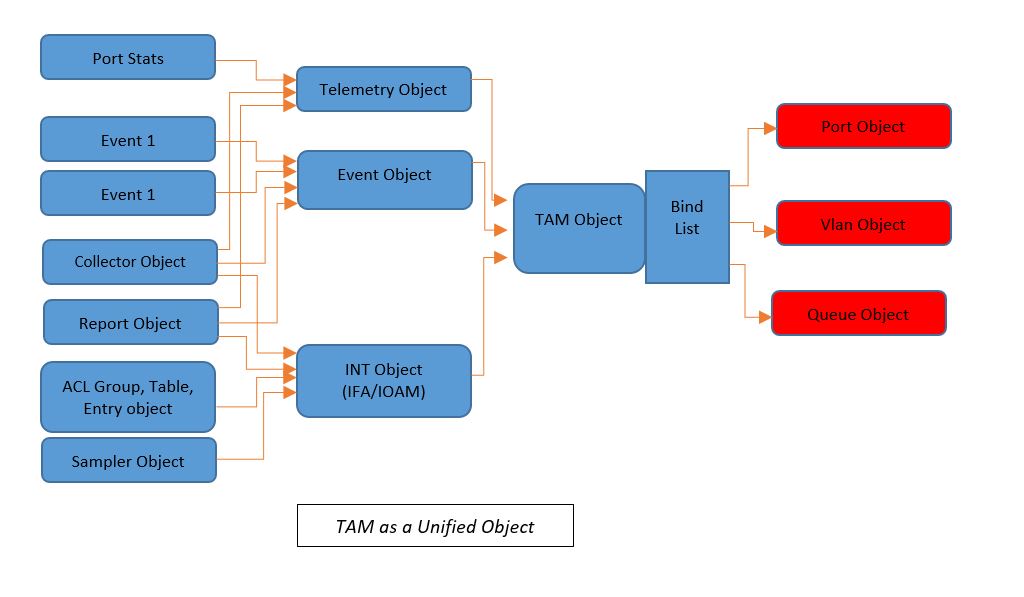 Port Stats
Event 1
Event 1
Collector Object
Report Object
ACL Group, Table,
Entry object
Sampler Object
Telemetry Object
Event Object
INT Object
(IFA/IOAM)
TAM Object
Bind
List
Port Object
Vlan Object
Queue Object
TAM as a Unified Object